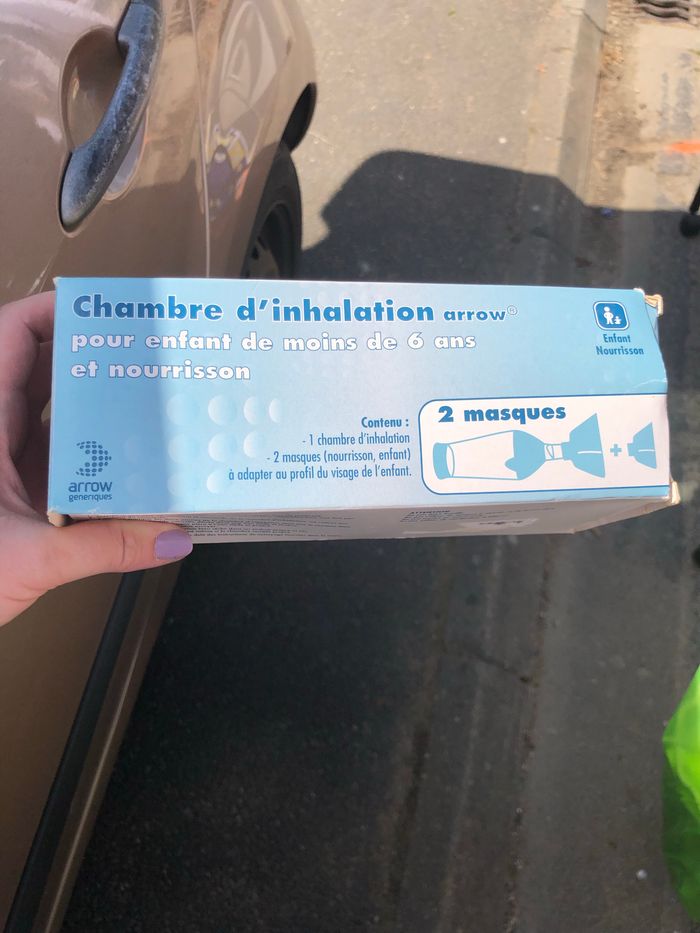 Chambre d'inhalation arrow®
pour enfant de moins de 6 ans
et nourrisson
Enfant
Nourrisson
Contenu :
- 1 chambre d'inhalation
- 2 masques (nourrisson, enfant)
à adapter au profil du visage de l'enfant.
2 masques
+
arrow
generiques